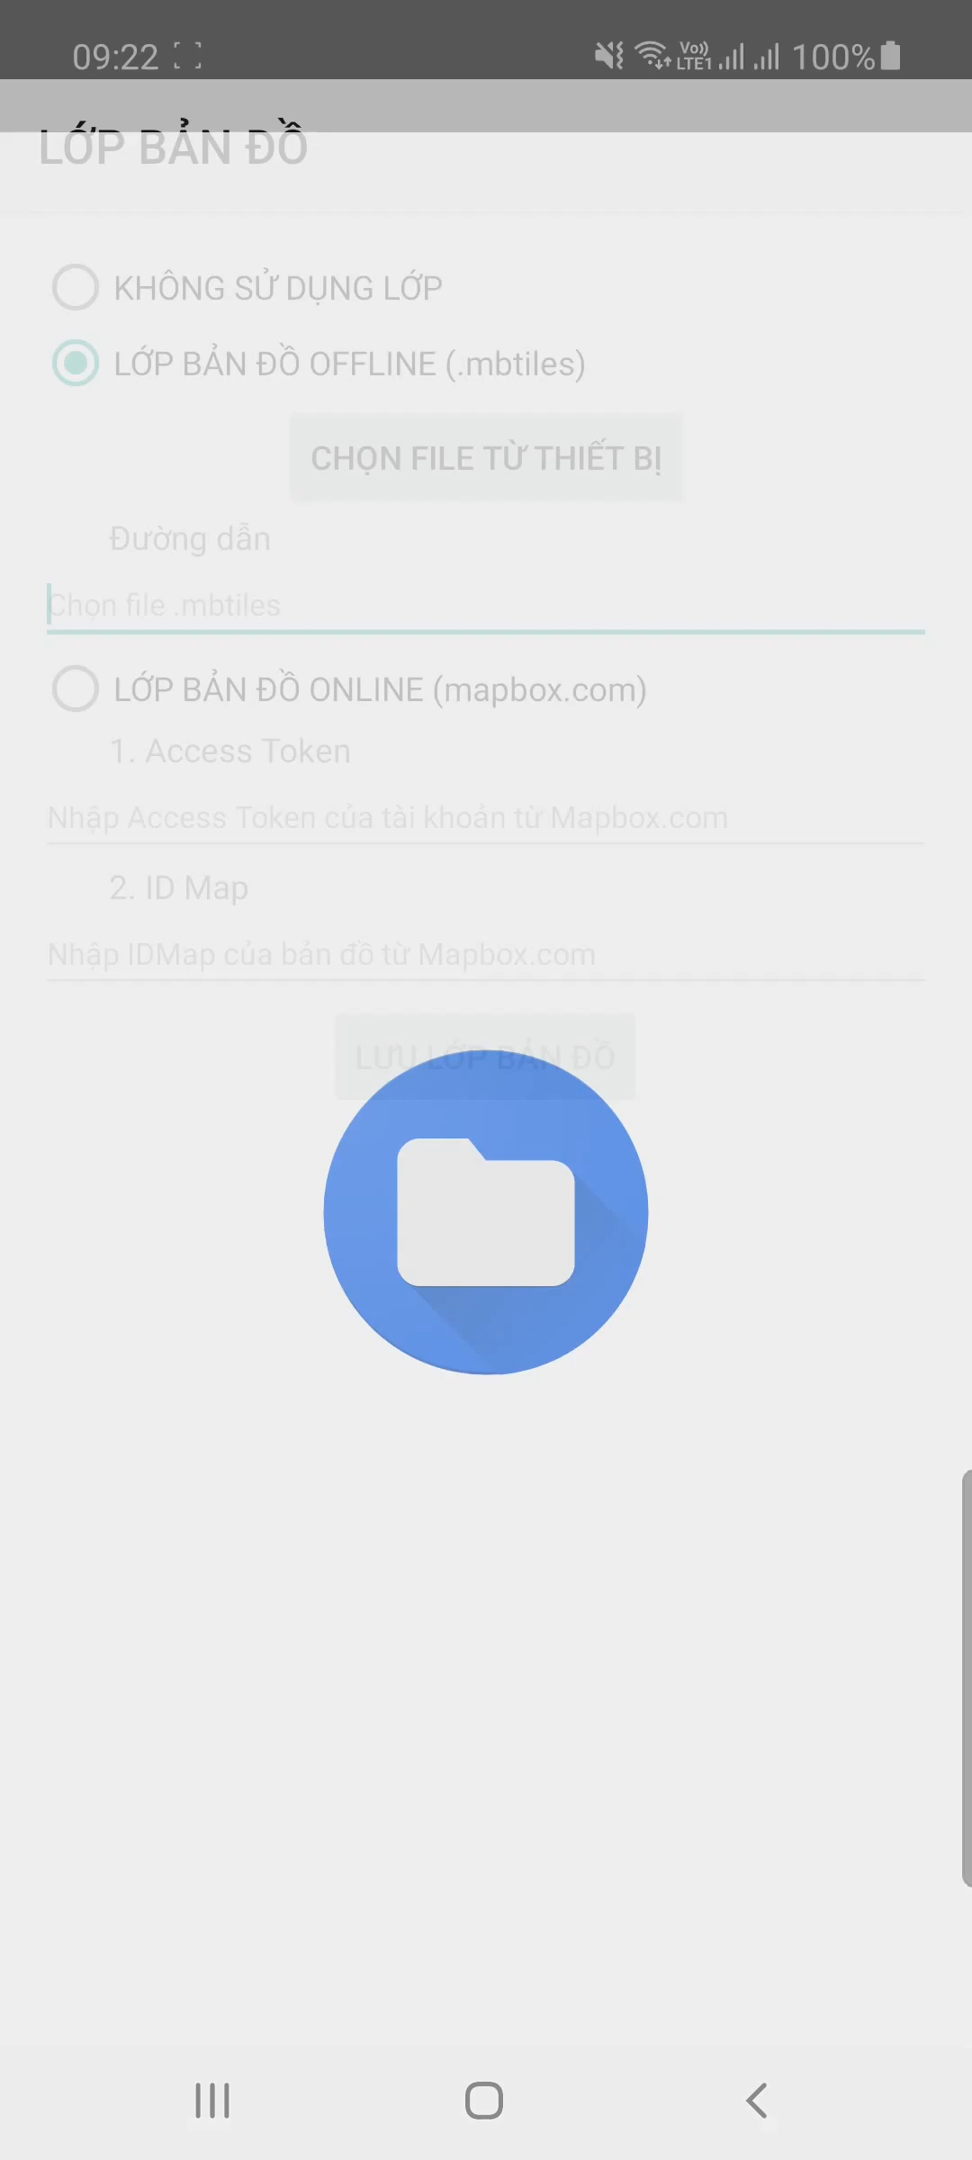 09:22
Vo))
LTE1
100%
LỚP BẢN ĐỒ
KHÔNG SỬ DỤNG LỚP
LỚP BẢN ĐỒ OFFLINE (.mbtiles)
CHỌN FILE TỪ THIẾT BỊ
Đường dẫn
Chọn file .mbtiles
LỚP BẢN ĐỒ ONLINE (mapbox.com)
1. Access Token
Nhập Access Token của tài khoản từ Mapbox.com
2. ID Map
Nhập IDMap của bản đồ từ Mapbox.com
LƯU LỚP BẢN ĐỒ